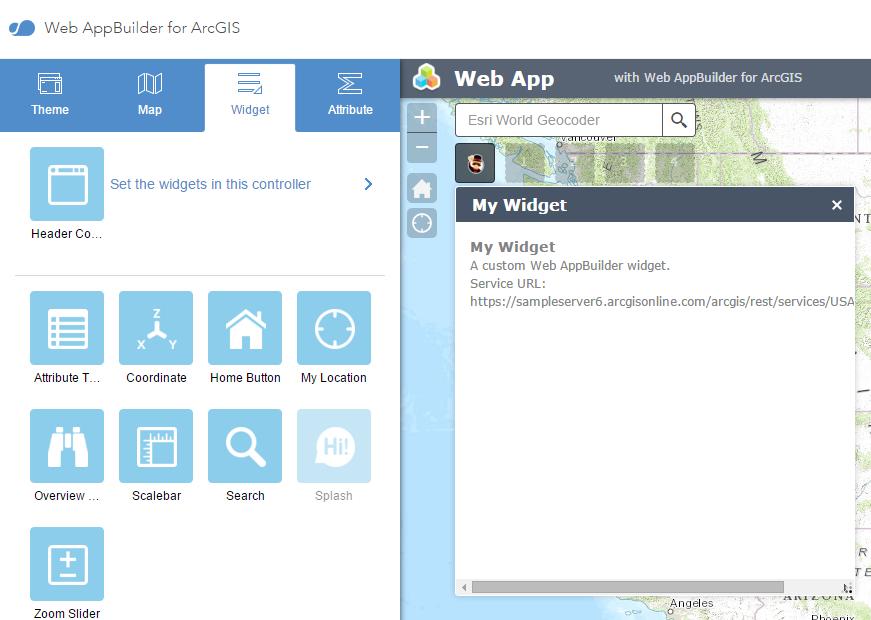 Web AppBuilder for ArcGIS
Theme
Map
Widget
Attribute
Web App
with Web AppBuilder for ArcGIS
Esri World Geocoder
Vancouver
Set the widgets in this controller
Header Co...
My Widget
My Widget
A custom Web AppBuilder widget.
Service URL:
https://sampleserver6.arcgisonline.com/arcgis/rest/services/USA
Z
X Y
Attribute T...
Coordinate
Home Button
My Location
Hi!
Overview ...
Scalebar
Search
Splash
Zoom Slider
ARIZONA
Angeles
Phoenix